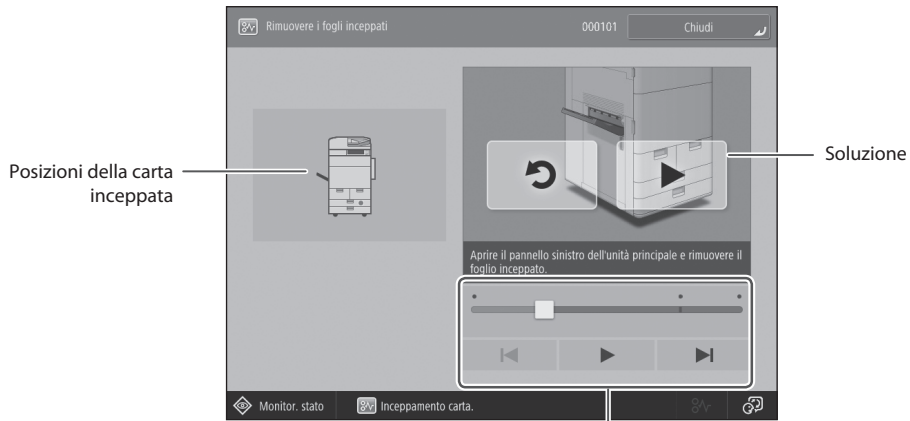 Rimuovere i fogli inceppati
000101
Chiudi
Posizioni della carta
inceppata
Soluzione
Aprire il pannello sinistro dell'unità principale e rimuovere il
foglio inceppato.
Monitor. stato
Inceppamento carta.